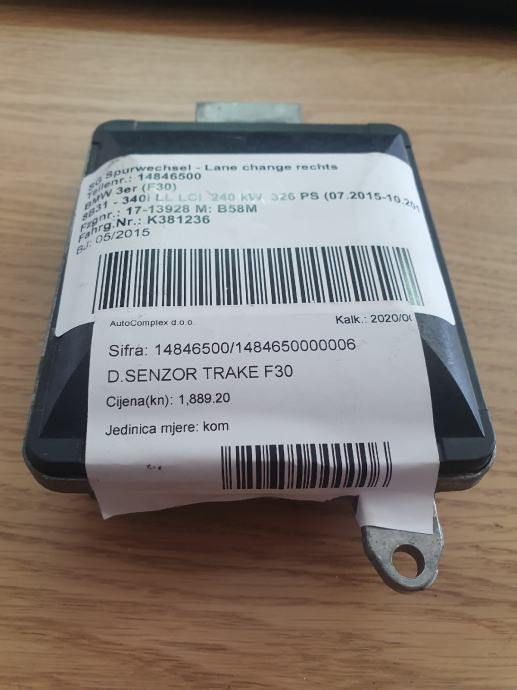 SG Spurwechsel - Lane change rechts
Teilenr.: 14846500
BMW 3er (F30)
8B31 - 340i LL LCI 240 kW 326 PS (07.2015-10.201
Fzgnr.: 17-13928 M: B58M
Fahrg.Nr.: K381236
BJ: 05/2015
AutoComplex d.o.o. Kalk.: 2020/00
Sifra: 14846500/1484650000006
D.SENZOR TRAKE F30
Cijena(kn): 1,889.20
Jedinica mjere: kom